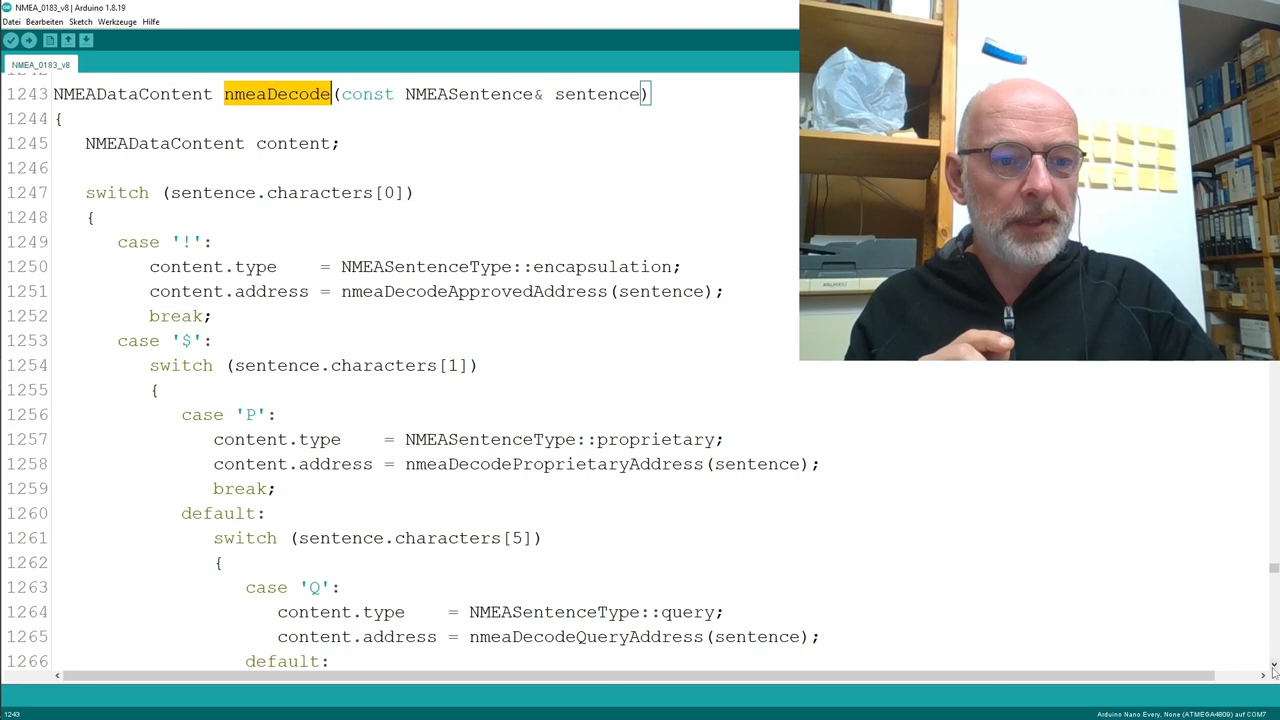 NMEA_0183_v8 | Arduino 1.8.19
Datei Bearbeiten Sketch Werkzeuge Hilfe
NMEA_0183_v8
1243 NMEADataContent nmeaDecode(const NMEASentence& sentence)
1244 {
1245 NMEADataContent content;
1246
1247 switch (sentence.characters[0])
1248 {
1249 case '!':
1250 content.type = NMEASentenceType::encapsulation;
1251 content.address = nmeaDecodeApprovedAddress(sentence);
1252 break;
1253 case '$':
1254 switch (sentence.characters[1])
1255 {
1256 case 'P':
1257 content.type = NMEASentenceType::proprietary;
1258 content.address = nmeaDecodeProprietaryAddress(sentence);
1259 break;
1260 default:
1261 switch (sentence.characters[5])
1262 {
1263 case 'Q':
1264 content.type = NMEASentenceType::query;
1265 content.address = nmeaDecodeQueryAddress(sentence);
1266 default:
1243
Arduino Nano Every, None (ATMEGA4809) auf COM7